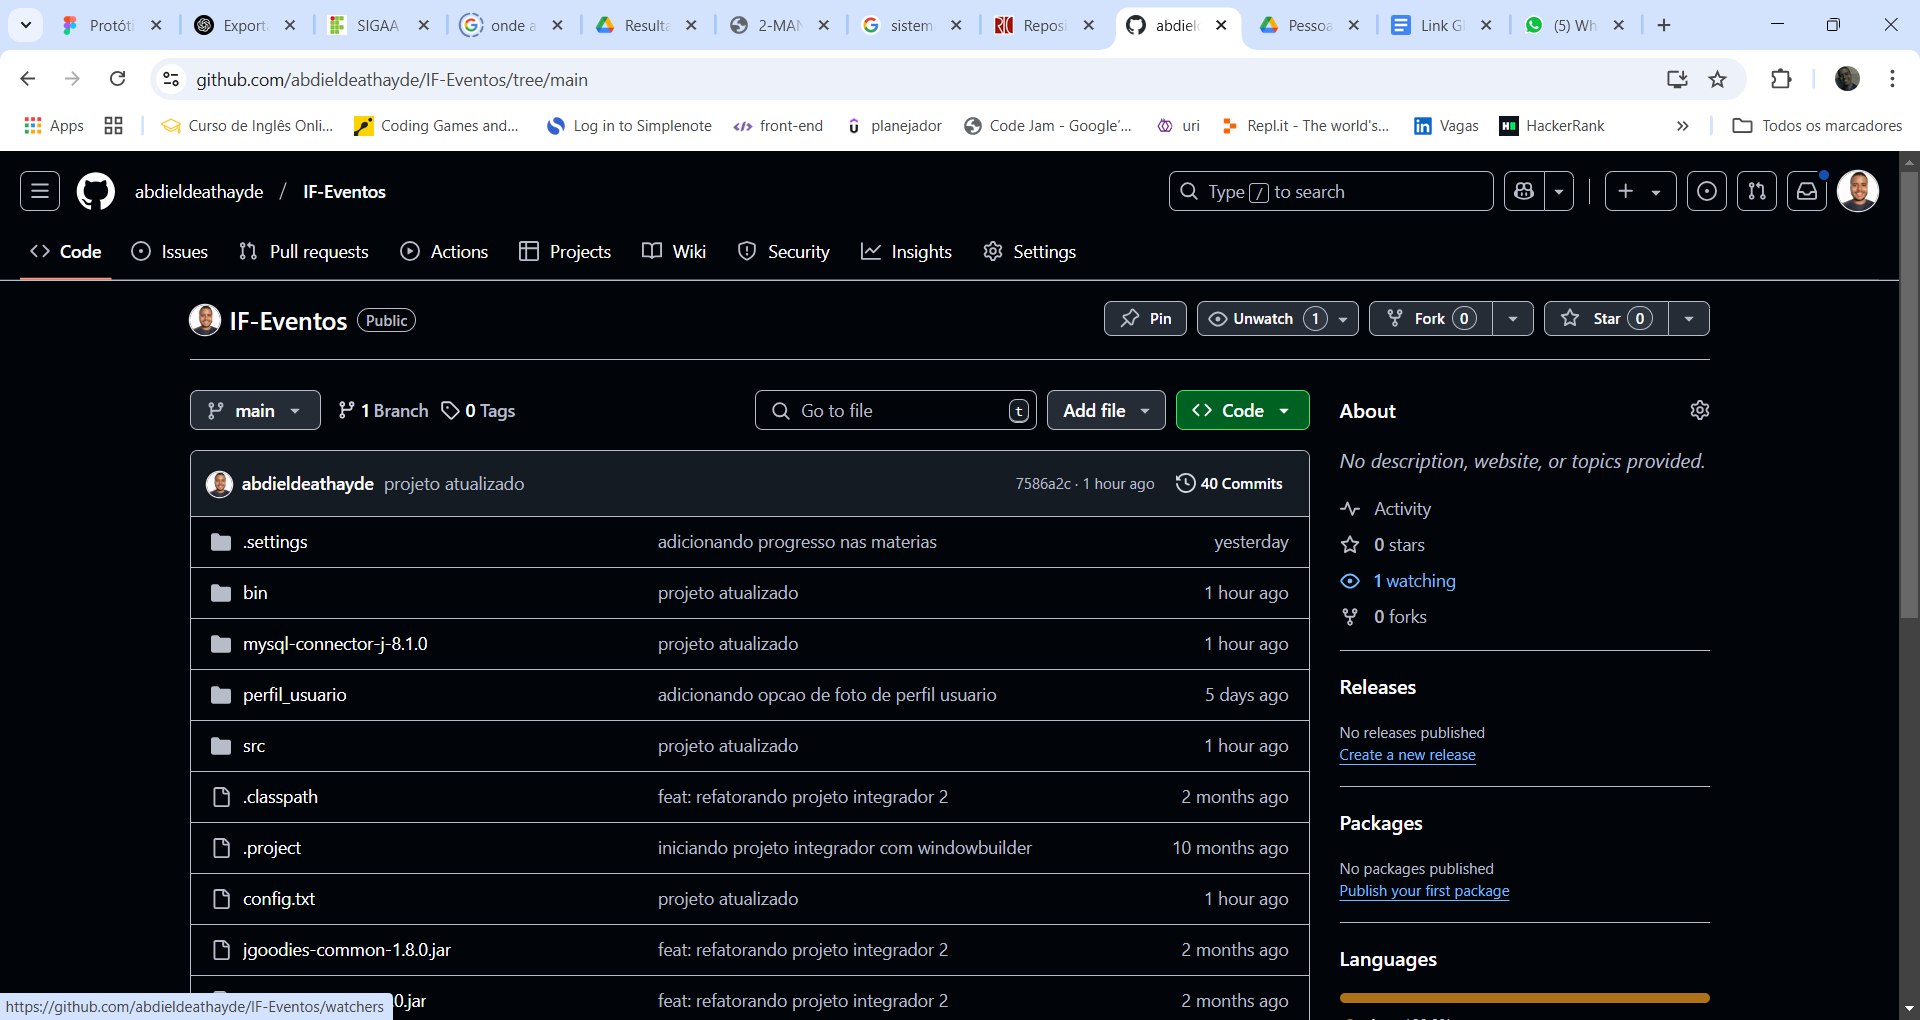 Protóti
Export
SIGAA
onde a
Resulta
2-MAN
sistem
Reposi
abdield
Pessoa
Link Gi
(5) Wh
github.com/abdieldeathayde/IF-Eventos/tree/main
Apps
Curso de Inglês Onli...
Coding Games and...
Log in to Simplenote
front-end
planejador
Code Jam - Google'...
uri
Repl.it - The world's...
Vagas
HackerRank
Todos os marcadores
abdieldeathayde / IF-Eventos
Type / to search
Code
Issues
Pull requests
Actions
Projects
Wiki
Security
Insights
Settings
IF-Eventos Public
Pin
Unwatch 1
Fork 0
Star 0
main
1 Branch
0 Tags
Go to file t
Add file
Code
abdieldeathayde projeto atualizado 7586a2c · 1 hour ago 40 Commits
.settings adicionando progresso nas materias yesterday
bin projeto atualizado 1 hour ago
mysql-connector-j-8.1.0 projeto atualizado 1 hour ago
perfil_usuario adicionando opcao de foto de perfil usuario 5 days ago
src projeto atualizado 1 hour ago
.classpath feat: refatorando projeto integrador 2 2 months ago
.project iniciando projeto integrador com windowbuilder 10 months ago
config.txt projeto atualizado 1 hour ago
jgoodies-common-1.8.0.jar feat: refatorando projeto integrador 2 2 months ago
0.jar feat: refatorando projeto integrador 2 2 months ago
About
No description, website, or topics provided.
Activity
0 stars
1 watching
0 forks
Releases
No releases published
Create a new release
Packages
No packages published
Publish your first package
Languages
https://github.com/abdieldeathayde/IF-Eventos/watchers